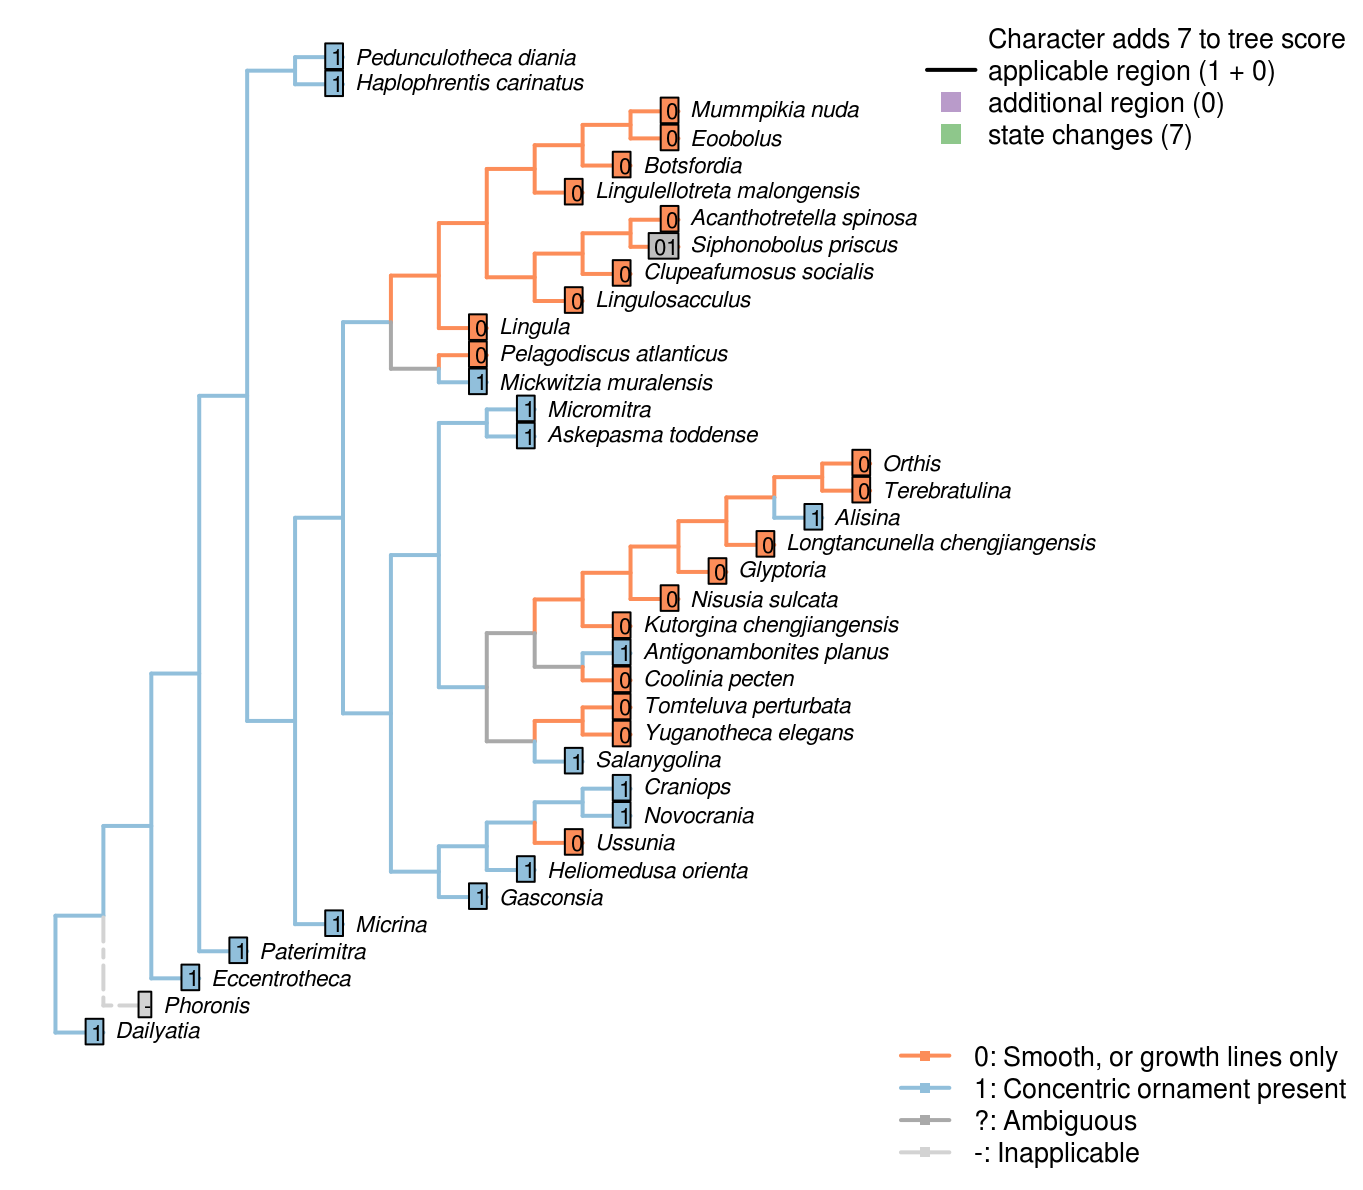 Character adds 7 to tree score
applicable region (1 + 0)
additional region (0)
state changes (7)
1 Pedunculotheca diania
1 Haplophrentis carinatus
0 Mummpikia nuda
0 Eoobolus
0 Botsfordia
0 Lingulellotreta malongensis
0 Acanthotretella spinosa
01 Siphonobolus priscus
0 Clupeafumosus socialis
0 Lingulosacculus
0 Lingula
0 Pelagodiscus atlanticus
1 Mickwitzia muralensis
1 Micromitra
1 Askepasma toddense
0 Orthis
0 Terebratulina
1 Alisina
0 Longtancunella chengjiangensis
0 Glyptoria
0 Nisusia sulcata
0 Kutorgina chengjiangensis
1 Antigonambonites planus
0 Coolinia pecten
0 Tomteluva perturbata
0 Yuganotheca elegans
1 Salanygolina
1 Craniops
1 Novocrania
0 Ussunia
1 Heliomedusa orienta
1 Gasconsia
1 Micrina
1 Paterimitra
1 Eccentrotheca
- Phoronis
1 Dailyatia
0: Smooth, or growth lines only
1: Concentric ornament present
?: Ambiguous
-: Inapplicable